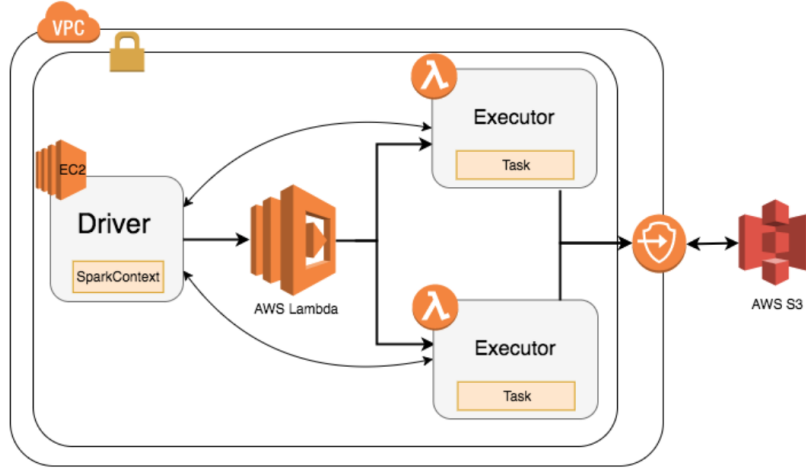 VPC
λ
Executor
Task
EC2
Driver
SparkContext
AWS Lambda
AWS S3
λ
Executor
Task